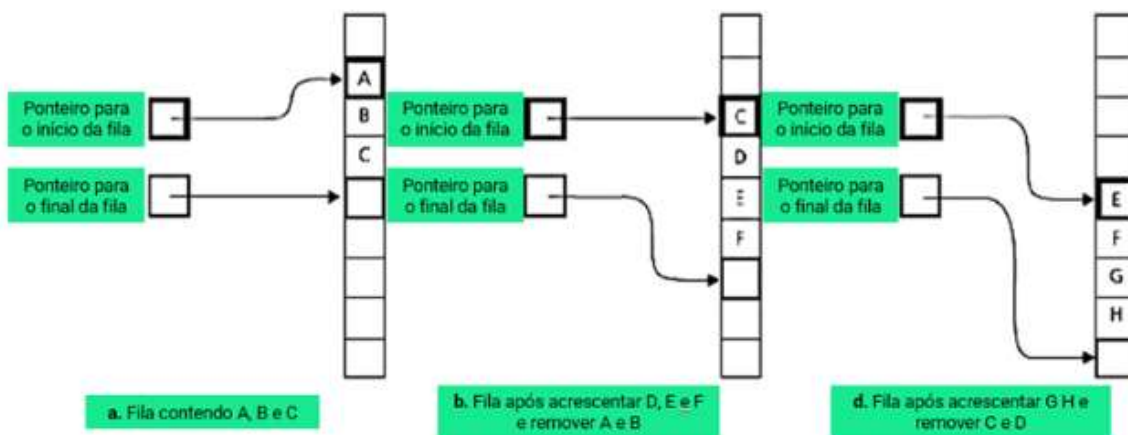 A
Ponteiro para
o início da fila
B
C
Ponteiro para
o final da fila
a. Fila contendo A, B e C
Ponteiro para
o início da fila
C
D
Ponteiro para
o final da fila
E
F
b. Fila após acrescentar D, E e F
e remover A e B
Ponteiro para
o início da fila
Ponteiro para
o final da fila
E
F
G
H
d. Fila após acrescentar G H e
remover C e D